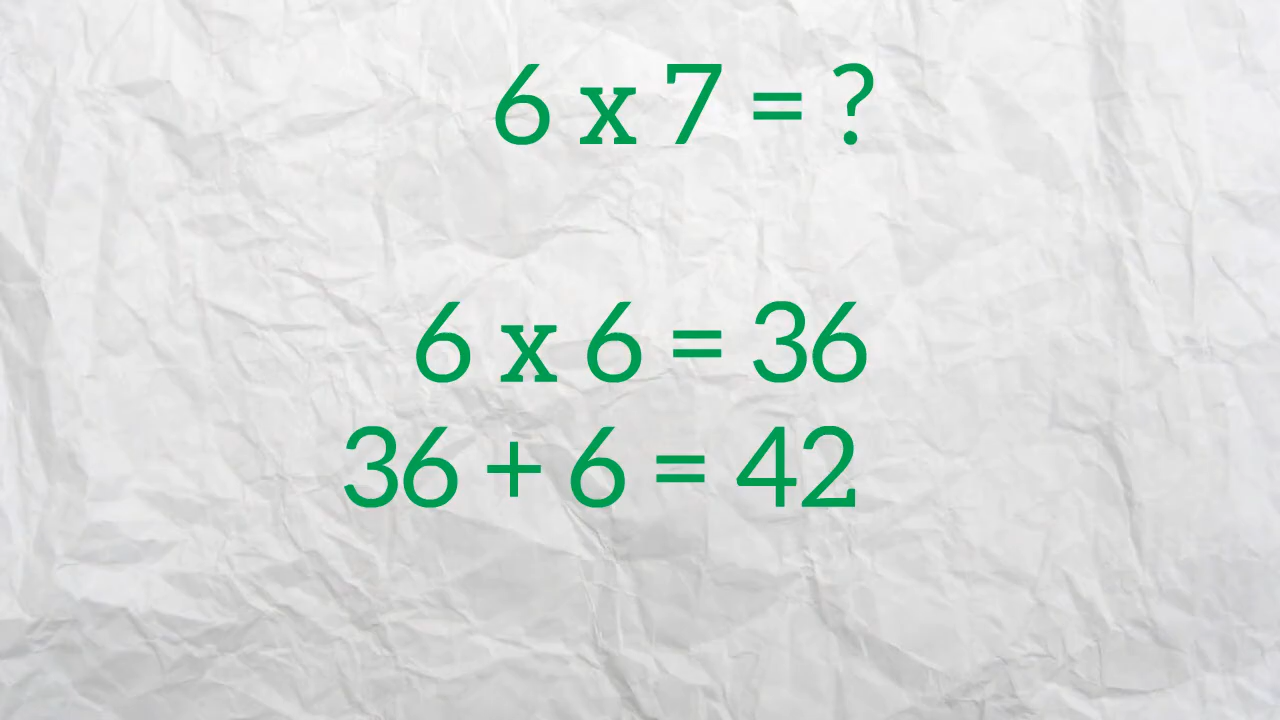 6 x 7 = ?
6 x 6 = 36
36 + 6 = 42